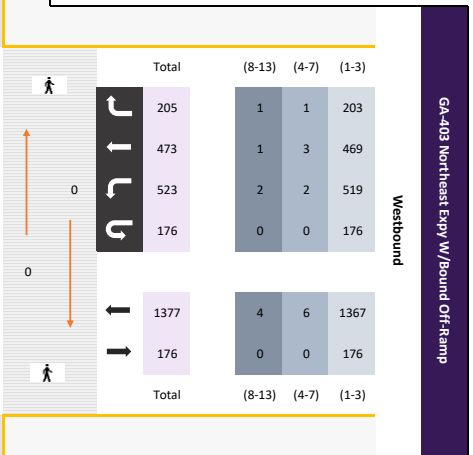 Total (8-13) (4-7) (1-3)
205 1 1 203
473 1 3 469
0 523 2 2 519
176 0 0 176
0
1377 4 6 1367
176 0 0 176
Total (8-13) (4-7) (1-3)
Westbound
GA-403 Northeast Expy W/Bound Off-Ramp